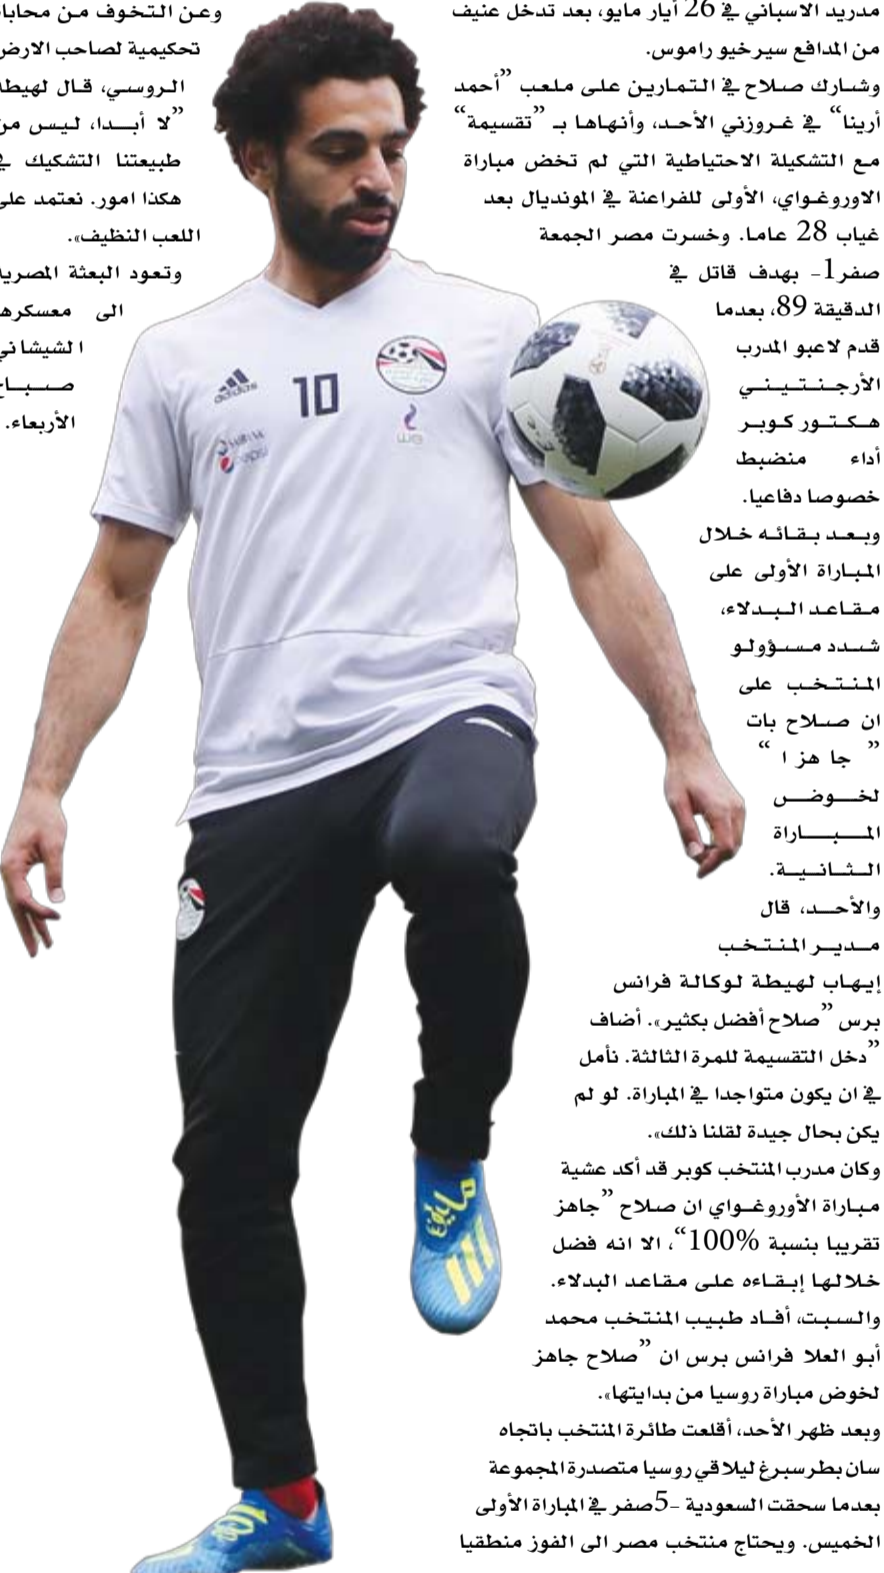 مدريد الاسباني في 26 أيار مايو، بعد تدخل عنيف
من المدافع سيرخيو راموس.
وشارك صلاح في التمارين على ملعب ”أحمد
أرينا“ في غروزني الأحد، وأنهاها بـ ”تقسيمة“
مع التشكيلة الاحتياطية التي لم تخض مباراة
الاوروغواي، الأولى للفراعنة في المونديال بعد
غياب 28 عاما. وخسرت مصر الجمعة
صفر1- بهدف قاتل في
الدقيقة 89، بعدما
قدم لاعبو المدرب
الأرجنتيني
هكتور كوبر
أداء منضبط
خصوصا دفاعيا.
وبعد بقائه خلال
المباراة الأولى على
مقاعد البدلاء،
شدد مسؤولو
المنتخب على
ان صلاح بات
”جاهزا“
لخوض
المباراة
الثانية.
والأحد، قال
مدير المنتخب
إيهاب لهيطة لوكالة فرانس
برس ”صلاح أفضل بكثير». أضاف
”دخل التقسيمة للمرة الثالثة. نأمل
في ان يكون متواجدا في المباراة. لو لم
يكن بحال جيدة لقلنا ذلك».
وكان مدرب المنتخب كوبر قد أكد عشية
مباراة الأوروغواي ان صلاح ”جاهز
تقريبا بنسبة %100“، الا انه فضل
خلالها إبقاءه على مقاعد البدلاء.
والسبت، أفاد طبيب المنتخب محمد
أبو العلا فرانس برس ان ”صلاح جاهز
لخوض مباراة روسيا من بدايتها».
وبعد ظهر الأحد، أقلعت طائرة المنتخب باتجاه
سان بطرسبرغ ليلاقي روسيا متصدرة المجموعة
بعدما سحقت السعودية -5صفر في المباراة الأولى
الخميس. ويحتاج منتخب مصر الى الفوز منطقيا
وعن التخوف من
تحكيمية لصاحب الارض
الروسي، قال لهيطة
”لا أبدا، ليس من
طبيعتنا التشكيك في
هكذا امور. نعتمد على
اللعب النظيف».
وتعود البعثة المصرية
الى معسكرها
الشيشاني
صباح
الأربعاء.
adidas
10
we
pepsi